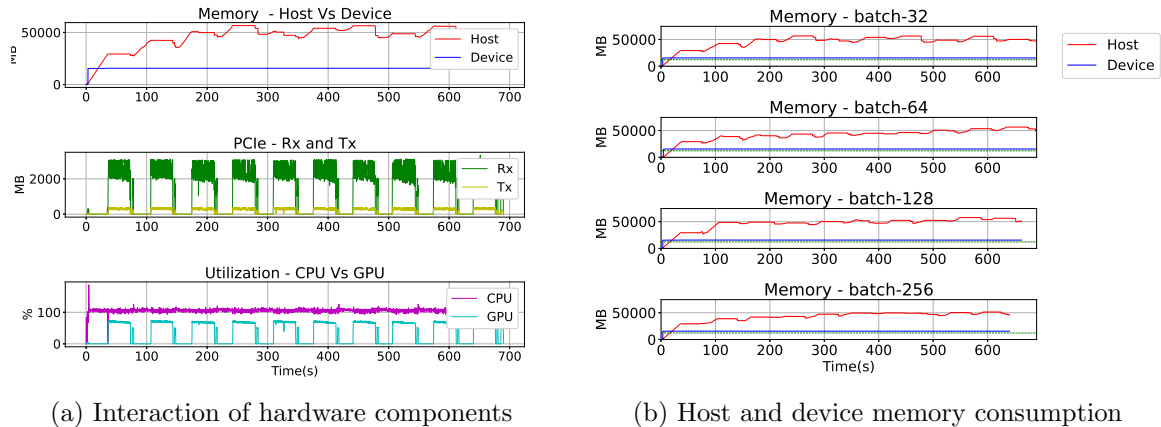 Memory - Host Vs Device
MB
50000
0
Host
Device
0 100 200 300 400 500 600 700
PCIe - Rx and Tx
MB
2000
0
Rx
Tx
0 100 200 300 400 500 600 700
Utilization - CPU Vs GPU
%
100
0
CPU
GPU
0 100 200 300 400 500 600 700
Time(s)
(a) Interaction of hardware components
Memory - batch-32
MB
50000
0
0 100 200 300 400 500 600
Host
Device
Memory - batch-64
MB
50000
0
0 100 200 300 400 500 600
Memory - batch-128
MB
50000
0
0 100 200 300 400 500 600
Memory - batch-256
MB
50000
0
0 100 200 300 400 500 600
Time(s)
(b) Host and device memory consumption